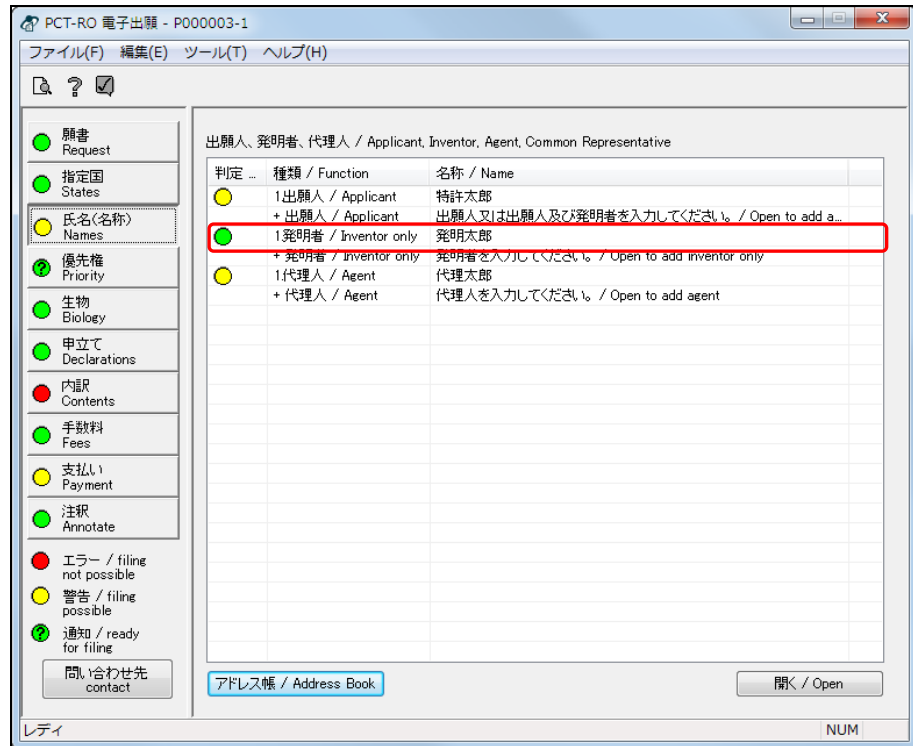 PCT-RO 電子出願 - P000003-1
ファイル(F) 編集(E) ツール(T) ヘルプ(H)
願書
Request
指定国
States
氏名(名称)
Names
優先権
Priority
生物
Biology
申立て
Declarations
内訳
Contents
手数料
Fees
支払い
Payment
注釈
Annotate
エラー / filing
not possible
警告 / filing
possible
通知 / ready
for filing
問い合わせ先
contact
出願人、発明者、代理人 / Applicant, Inventor, Agent, Common Representative
判定 ... 種類 / Function 名称 / Name
1出願人 / Applicant 特許太郎
+ 出願人 / Applicant 出願人又は出願人及び発明者を入力してください。 / Open to add a...
1発明者 / Inventor only 発明太郎
+ 発明者 / Inventor only 発明者を入力してください。 / Open to add inventor only
1代理人 / Agent 代理太郎
+ 代理人 / Agent 代理人を入力してください。 / Open to add agent
アドレス帳 / Address Book
開く / Open
レディ NUM